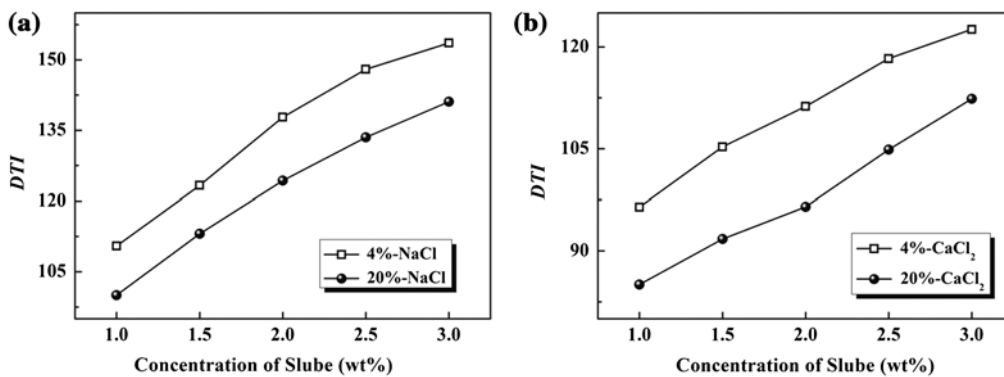 (a)
150
135
120
105
DTI
4%-NaCl
20%-NaCl
1.0 1.5 2.0 2.5 3.0
Concentration of Slube (wt%)
(b)
120
105
90
DTI
4%-CaCl₂
20%-CaCl₂
1.0 1.5 2.0 2.5 3.0
Concentration of Slube (wt%)